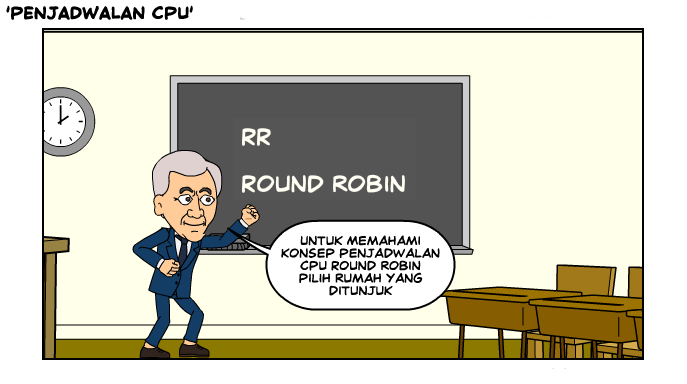 'PENJADWALAN CPU'
RR
ROUND ROBIN
UNTUK MEMAHAMI
KONSEP PENJADWALAN
CPU ROUND ROBIN
PILIH RUMAH YANG
DITUNJUK